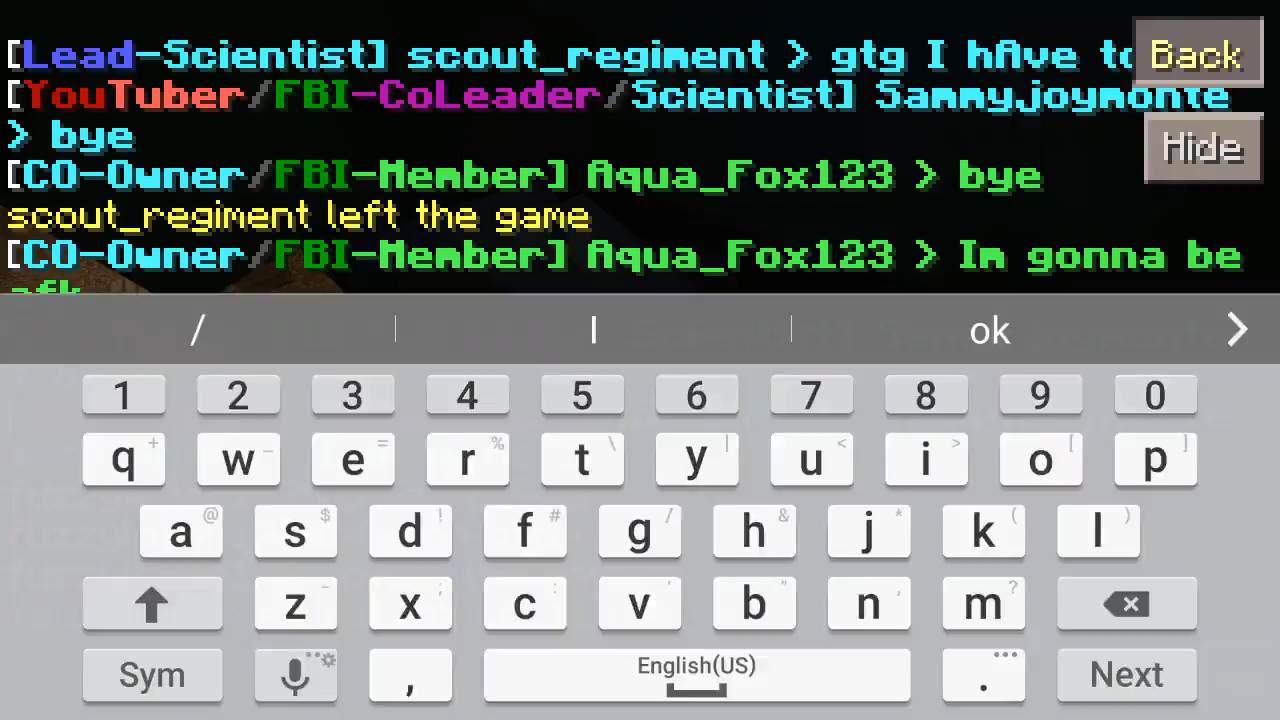 [Lead-Scientist] scout_regiment > gtg I hAve to
Back
[YouTuber/FBI-CoLeader/Scientist] Sammyjoymonte
> bye
Hide
[CO-Owner/FBI-Member] Aqua_Fox123 > bye
scout_regiment left the game
[CO-Owner/FBI-Member] Aqua_Fox123 > Im gonna be
afk
/ | ok >
1 2 3 4 5 6 7 8 9 0
q + w e = r % t \ y | u < i > o [ p ]
a @ s $ d ! f # g / h & j * k ( l )
z - x ; c : v ' b " n , m ?
Sym , English(US) . Next